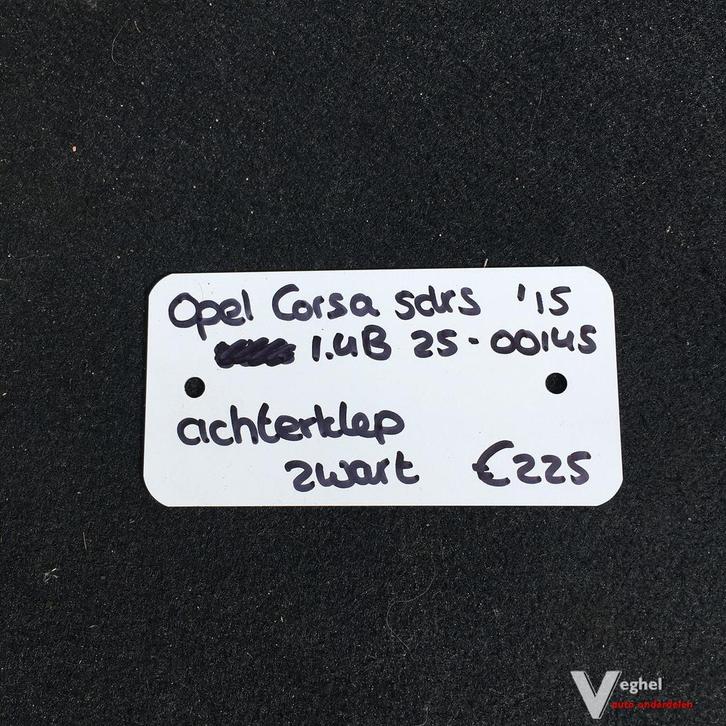 Opel Corsa 5drs '15
1.4B 25-00145
achterklep
zwart €225
Veghel
auto onderdelen